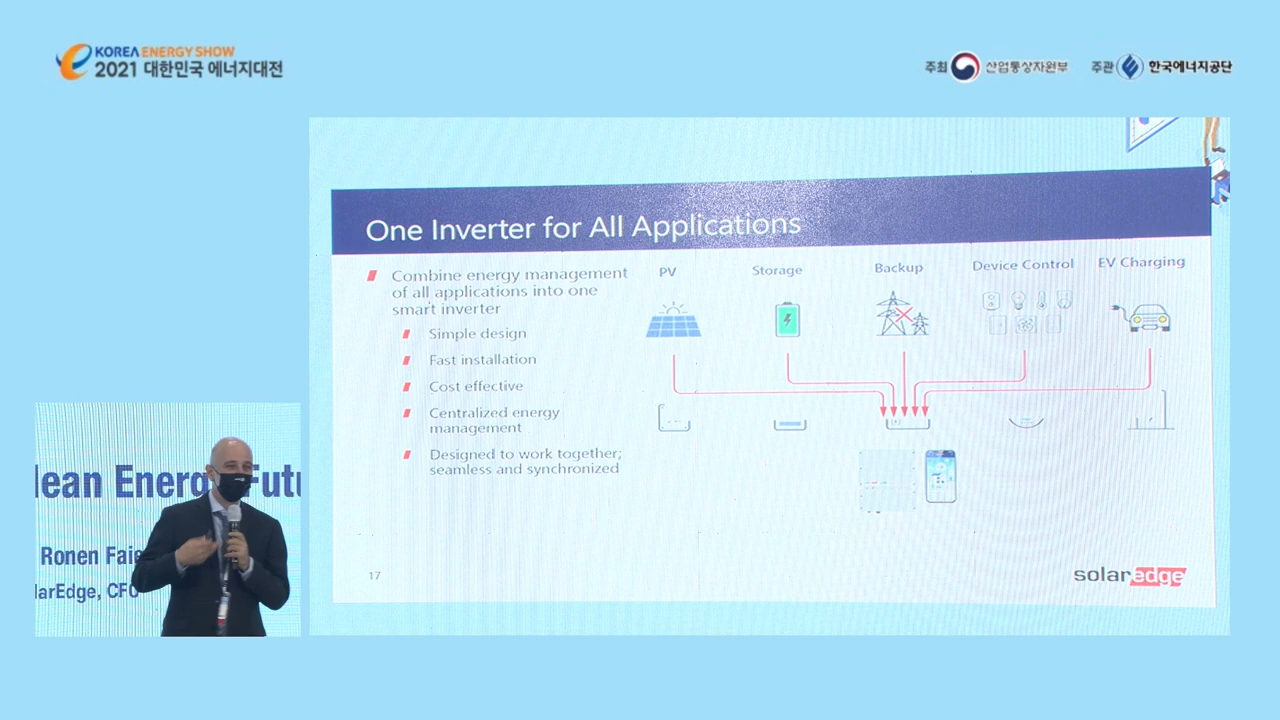 KOREA ENERGY SHOW
2021 대한민국 에너지대전
주최 산업통상자원부 주관 한국에너지공단
One Inverter for All Applications
Combine energy management
of all applications into one
smart inverter
Simple design
Fast installation
Cost effective
Centralized energy
management
Designed to work together;
seamless and synchronized
PV Storage Backup Device Control EV Charging
17
solaredge
lean Energy Futu
Ronen Faie
larEdge, CFO